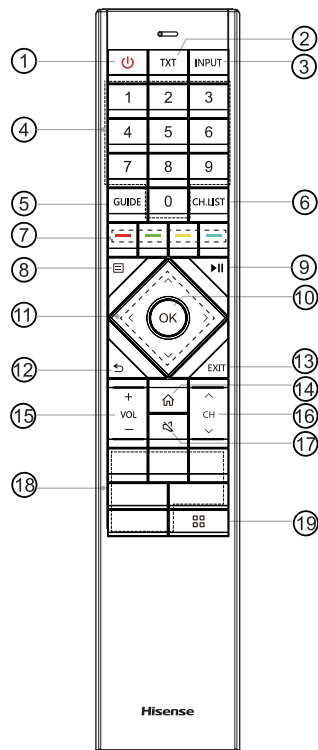 ① TXT INPUT ②
③
1 2 3
④ 4 5 6
7 8 9
⑤ GUIDE 0 CH.LIST ⑥
⑦
⑧ ⑨
⑩
⑪ OK
⑫ EXIT ⑬
⑭
⑮ + VOL − CH ⑯
⑰
⑱
⑲
Hisense